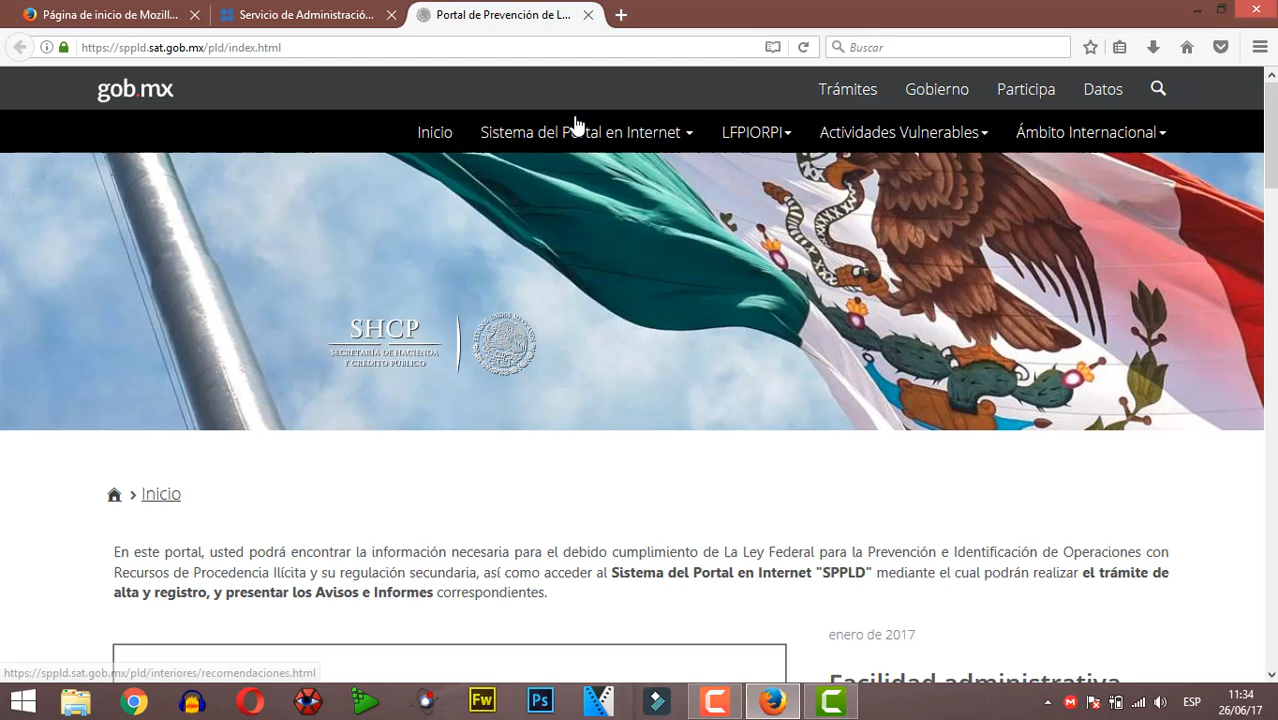 Página de inicio de Mozill...
Servicio de Administració...
Portal de Prevención de L...
https://sppld.sat.gob.mx/pld/index.html
Buscar
gob.mx
Trámites
Gobierno
Participa
Datos
Inicio
Sistema del Portal en Internet
LFPIORPI
Actividades Vulnerables
Ámbito Internacional
SHCP
SECRETARÍA DE HACIENDA
Y CRÉDITO PÚBLICO
Inicio
En este portal, usted podrá encontrar la información necesaria para el debido cumplimiento de La Ley Federal para la Prevención e Identificación de Operaciones con
Recursos de Procedencia Ilícita y su regulación secundaria, así como acceder al Sistema del Portal en Internet "SPPLD" mediante el cual podrán realizar el trámite de
alta y registro, y presentar los Avisos e Informes correspondientes.
enero de 2017
Facilidad administrativa
https://sppld.sat.gob.mx/pld/interiores/recomendaciones.html
Fw
Ps
ESP
11:34
26/06/17